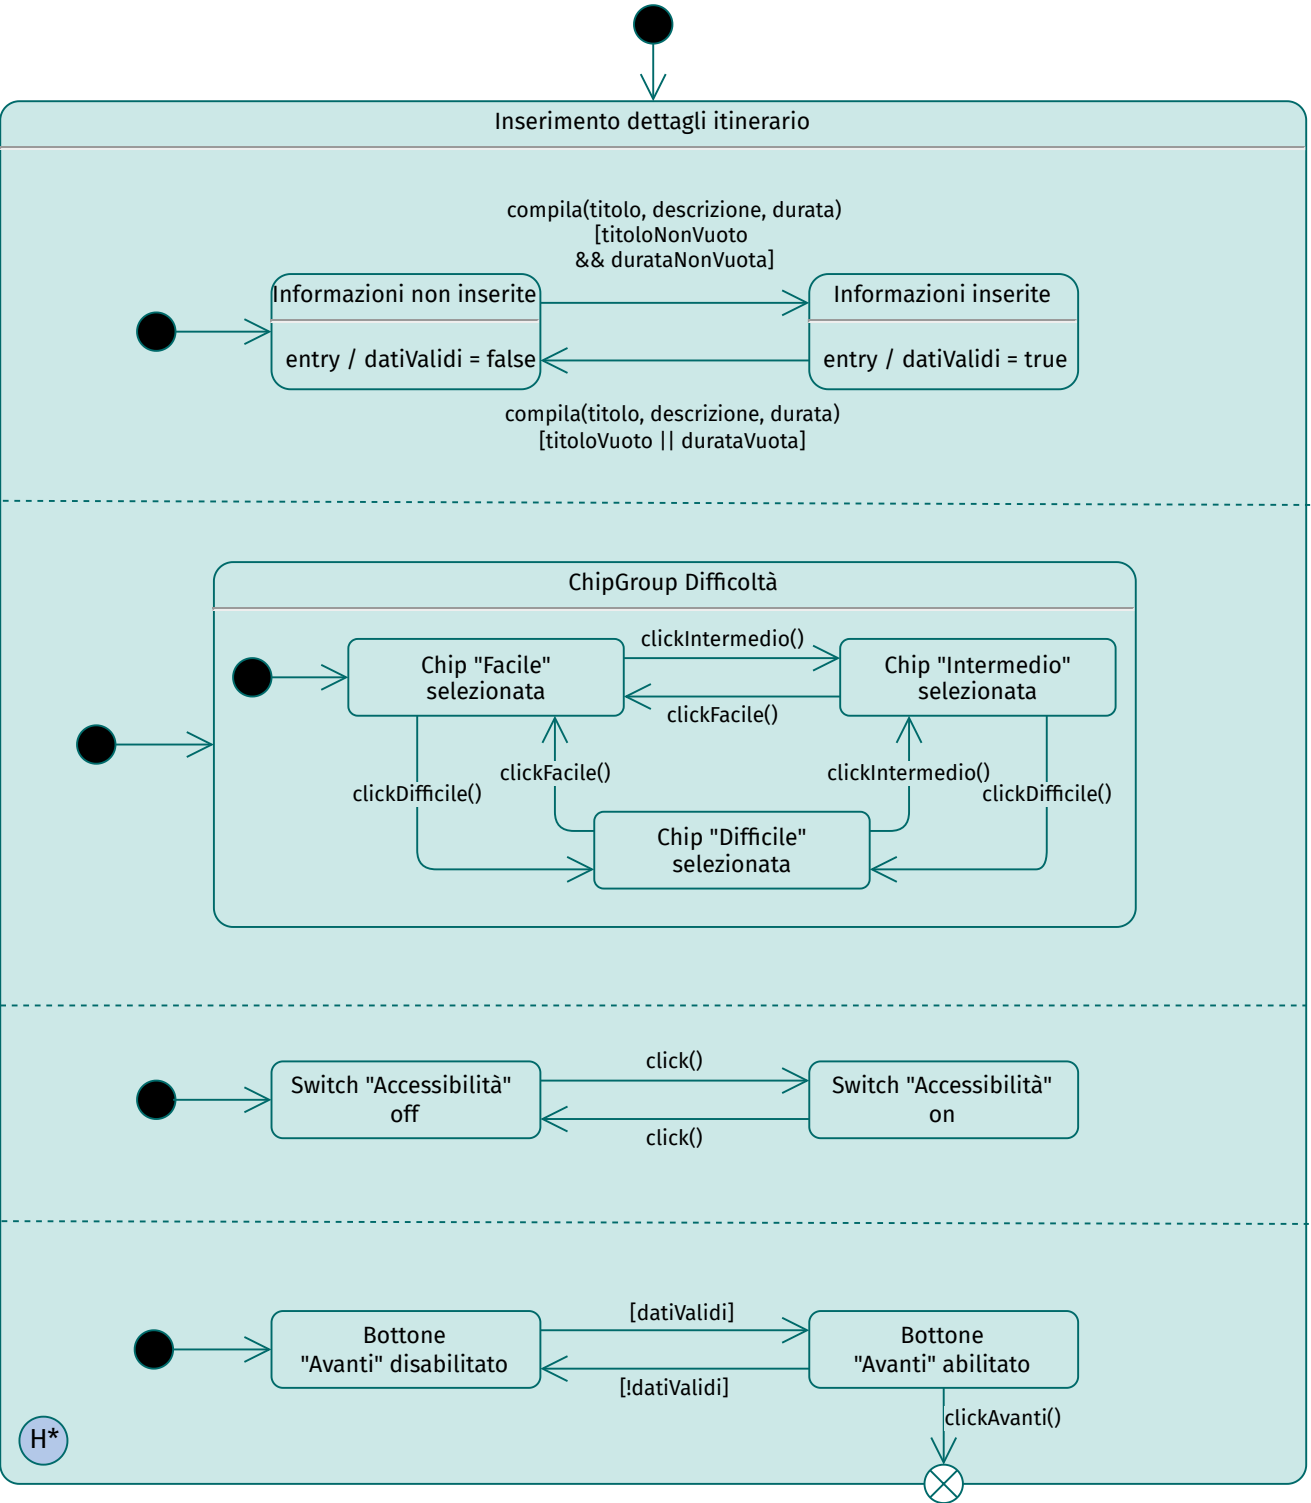 Inserimento dettagli itinerario
compila(titolo, descrizione, durata)
[titoloNonVuoto
&& durataNonVuota]
Informazioni non inserite
Informazioni inserite
entry / datiValidi = false
entry / datiValidi = true
compila(titolo, descrizione, durata)
[titoloVuoto || durataVuota]
ChipGroup Difficoltà
clickIntermedio()
Chip "Facile"
selezionata
Chip "Intermedio"
selezionata
clickFacile()
clickFacile()
clickIntermedio()
clickDifficile()
clickDifficile()
Chip "Difficile"
selezionata
click()
Switch "Accessibilità"
off
Switch "Accessibilità"
on
click()
[datiValidi]
Bottone
"Avanti" disabilitato
Bottone
"Avanti" abilitato
[!datiValidi]
clickAvanti()
H*